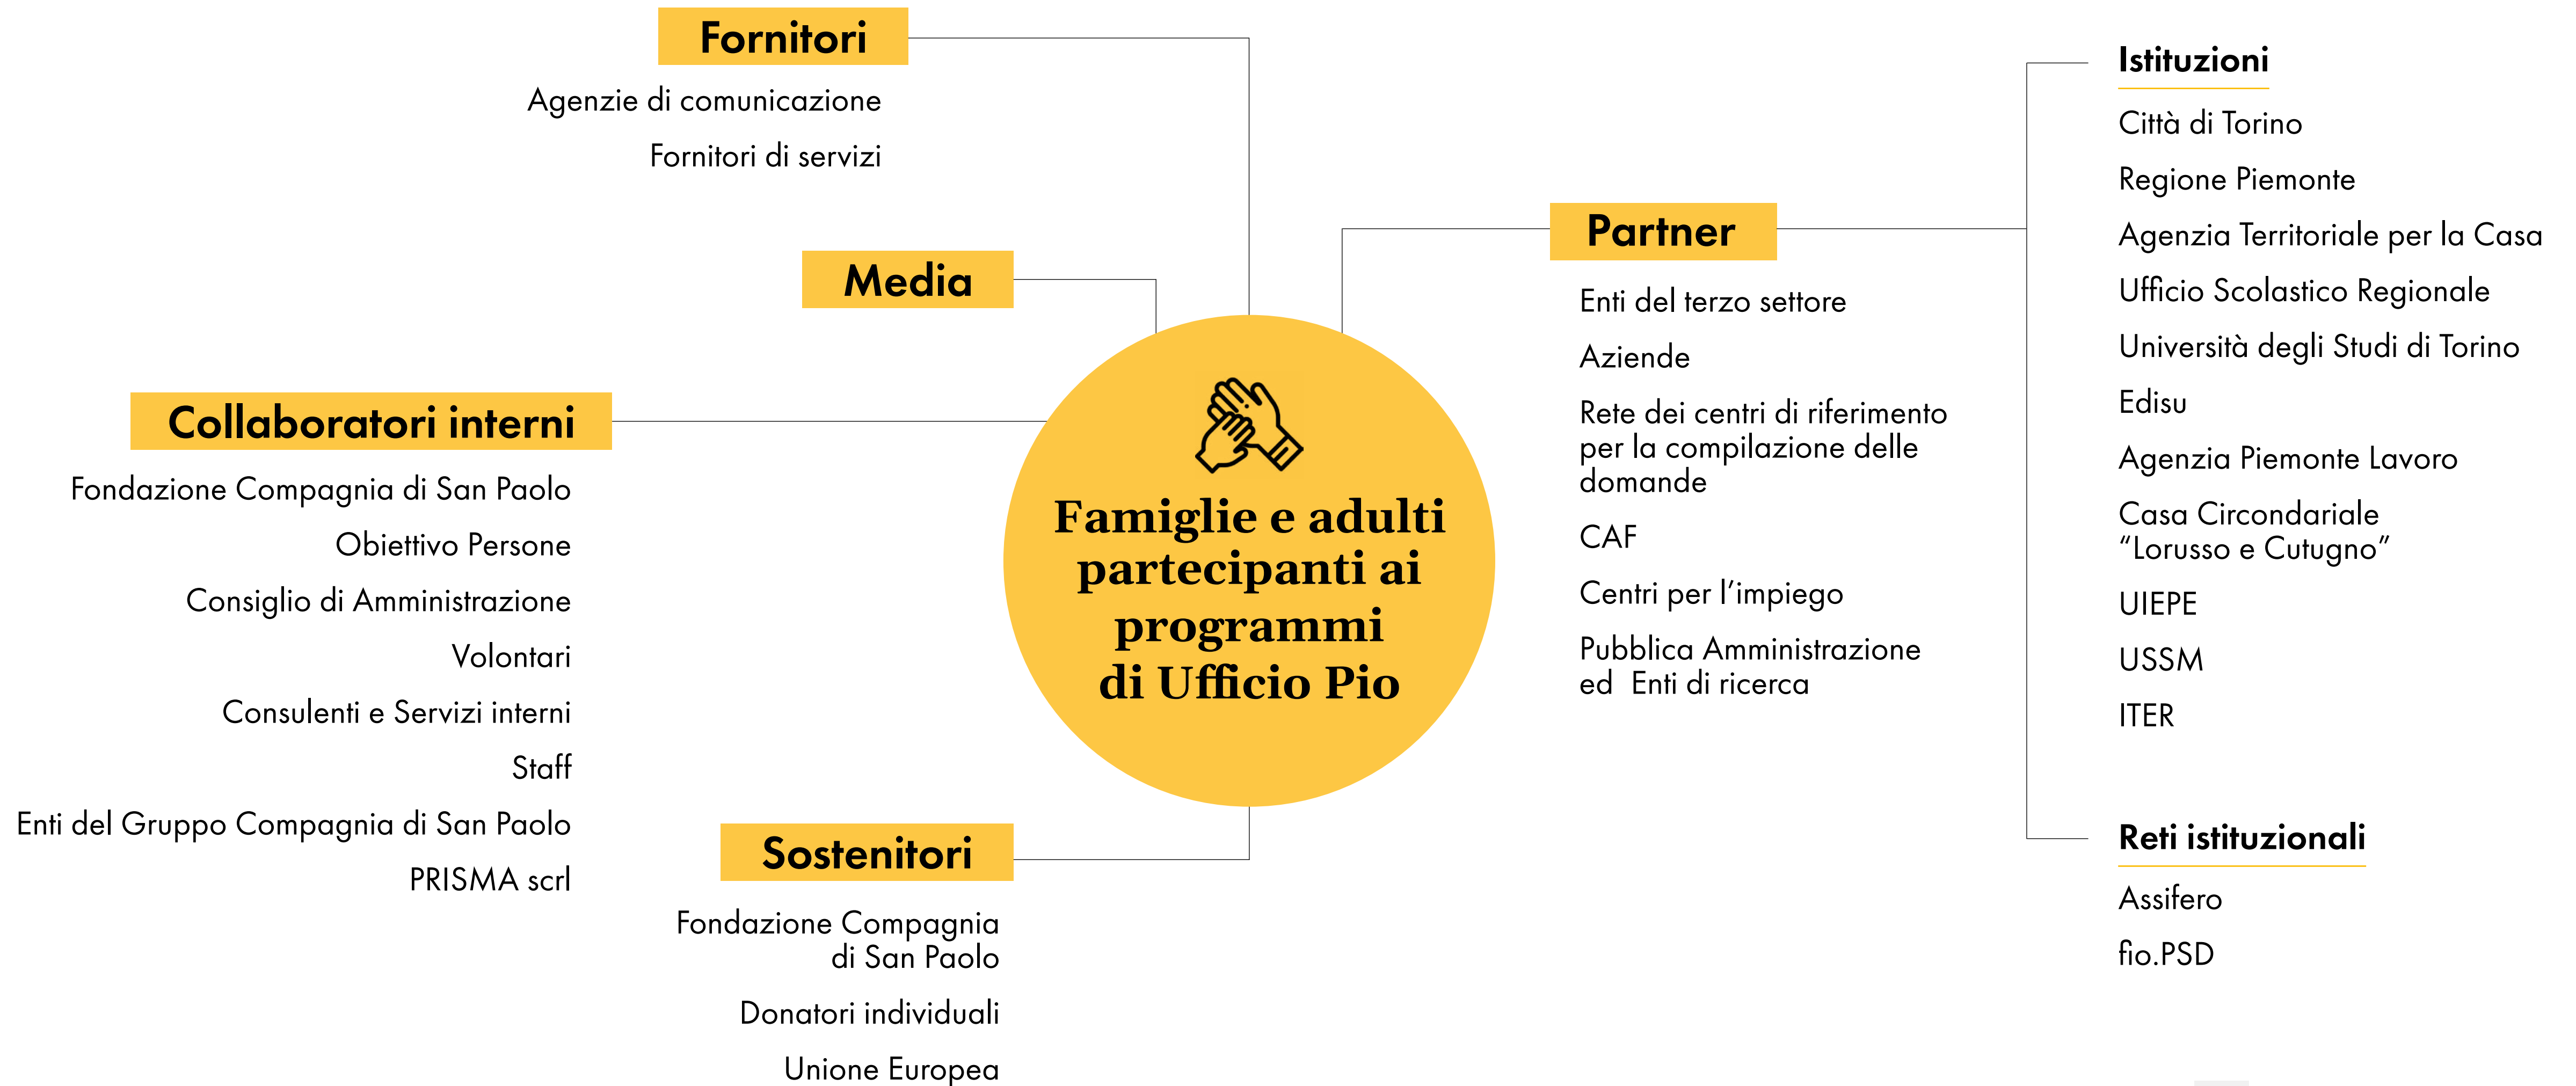 Fornitori
Agenzie di comunicazione
Fornitori di servizi
Media
Collaboratori interni
Fondazione Compagnia di San Paolo
Obiettivo Persone
Consiglio di Amministrazione
Volontari
Consulenti e Servizi interni
Staff
Enti del Gruppo Compagnia di San Paolo
PRISMA scrl
Famiglie e adulti
partecipanti ai
programmi
di Ufficio Pio
Sostenitori
Fondazione Compagnia
di San Paolo
Donatori individuali
Unione Europea
Partner
Enti del terzo settore
Aziende
Rete dei centri di riferimento
per la compilazione delle
domande
CAF
Centri per l’impiego
Pubblica Amministrazione
ed  Enti di ricerca
Istituzioni
Città di Torino
Regione Piemonte
Agenzia Territoriale per la Casa
Ufficio Scolastico Regionale
Università degli Studi di Torino
Edisu
Agenzia Piemonte Lavoro
Casa Circondariale
“Lorusso e Cutugno”
UIEPE
USSM
ITER
Reti istituzionali
Assifero
fio.PSD